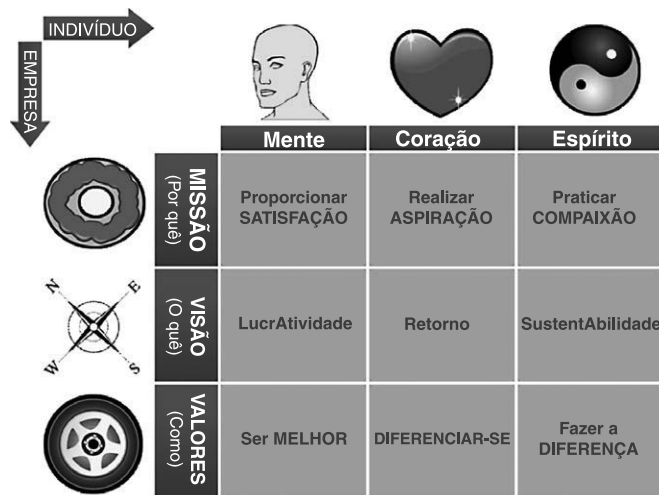 INDIVÍDUO
EMPRESA
Mente
Coração
Espírito
MISSÃO
(Por quê)
Proporcionar
SATISFAÇÃO
Realizar
ASPIRAÇÃO
Praticar
COMPAIXÃO
N
E
W
S
VISÃO
(O quê)
LucrAtividade
Retorno
SustentAbilidade
VALORES
(Como)
Ser MELHOR
DIFERENCIAR-SE
Fazer a
DIFERENÇA